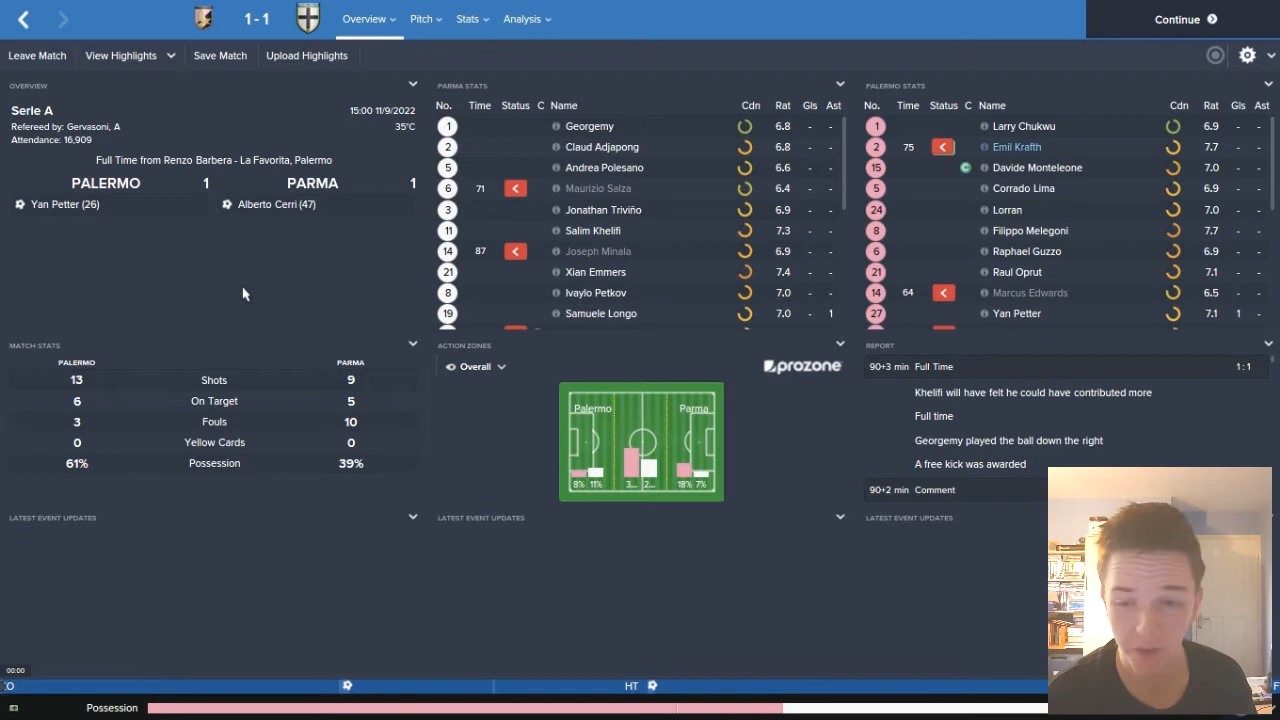 1 - 1
Overview
Pitch
Stats
Analysis
Continue
Leave Match
View Highlights
Save Match
Upload Highlights
OVERVIEW
Serie A
15:00 11/9/2022
Refereed by: Gervasoni, A
35°C
Attendance: 16,909
Full Time from Renzo Barbera - La Favorita, Palermo
PALERMO 1 PARMA 1
Yan Petter (26) Alberto Cerri (47)
PARMA STATS
No. Time Status C Name Cdn Rat Gls Ast
1 Georgemy 6.8 - -
2 Claud Adjapong 6.8 - -
5 Andrea Polesano 6.6 - -
6 71 Maurizio Salza 6.4 - -
3 Jonathan Triviño 6.9 - -
11 Salim Khelifi 7.3 - -
14 87 Joseph Minala 6.9 - -
21 Xian Emmers 7.4 - -
8 Ivaylo Petkov 7.0 - -
19 Samuele Longo 7.0 - 1
PALERMO STATS
No. Time Status C Name Cdn Rat Gls Ast
1 Larry Chukwu 6.9 - -
2 75 Emil Krafth 7.7 - -
15 C Davide Monteleone 7.0 - -
5 Corrado Lima 6.9 - -
24 Lorran 7.0 - -
8 Filippo Melegoni 7.7 - -
6 Raphael Guzzo 6.9 - -
21 Raul Oprut 7.1 - -
14 64 Marcus Edwards 6.5 - -
27 Yan Petter 7.1 1 -
MATCH STATS
PALERMO PARMA
13 Shots 9
6 On Target 5
3 Fouls 10
0 Yellow Cards 0
61% Possession 39%
ACTION ZONES
Overall
prozone
Palermo Parma
8% 11% 3... 2... 18% 7%
REPORT
90+3 min Full Time 1:1
Khelifi will have felt he could have contributed more
Full time
Georgemy played the ball down the right
A free kick was awarded
90+2 min Comment
LATEST EVENT UPDATES
LATEST EVENT UPDATES
LATEST EVENT UPDATES
00:00
HT
Possession